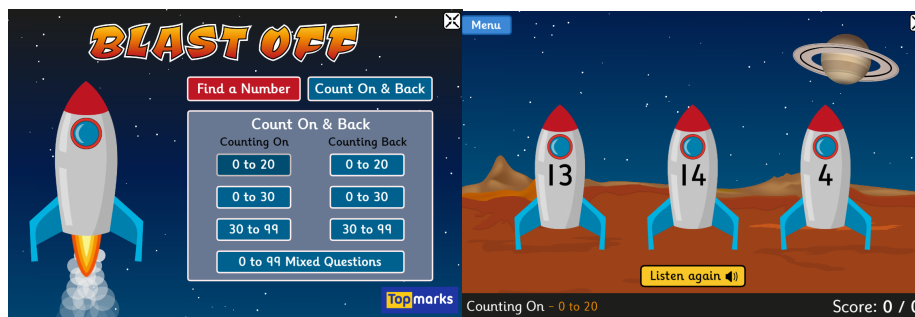 BLAST OFF
Find a Number
Count On & Back
Count On & Back
Counting On
Counting Back
0 to 20
0 to 20
0 to 30
0 to 30
30 to 99
30 to 99
0 to 99 Mixed Questions
Topmarks
Menu
13
14
4
Listen again
Counting On - 0 to 20
Score: 0 / 0